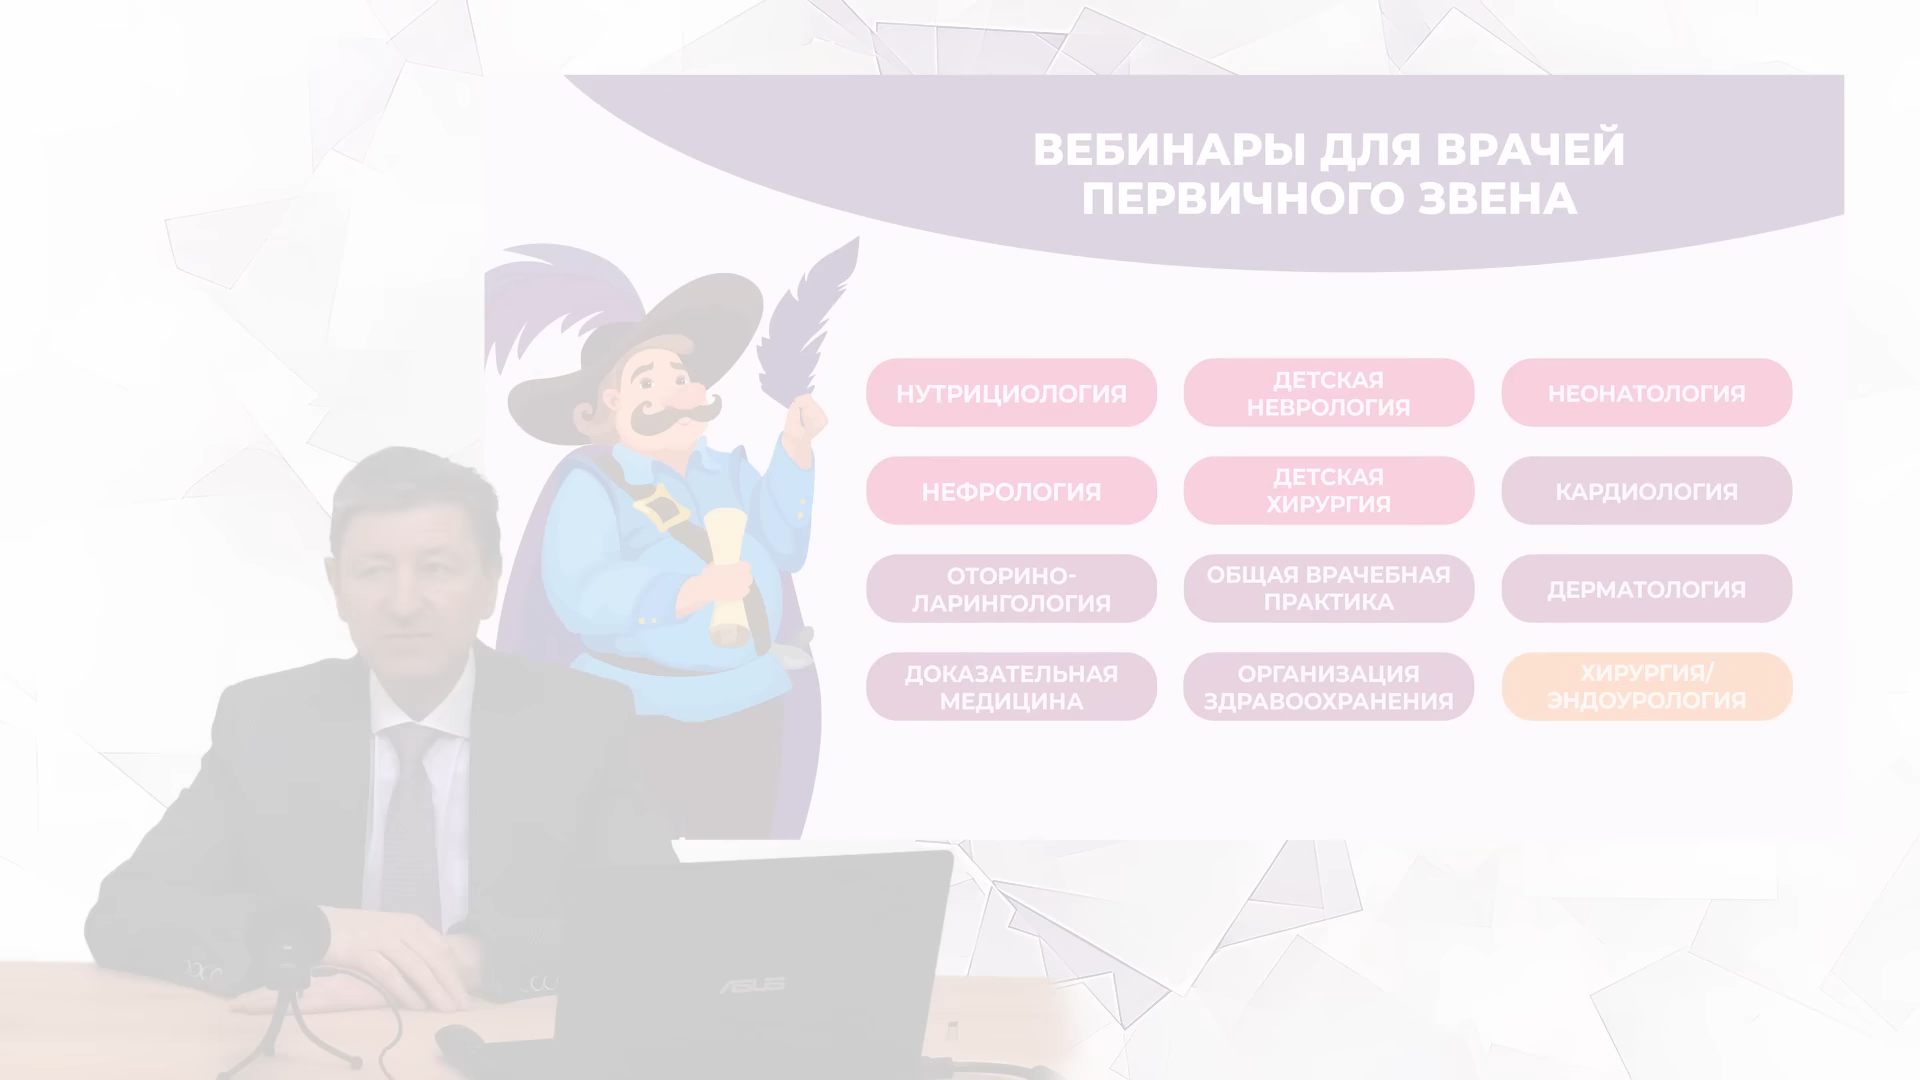 ВЕБИНАРЫ ДЛЯ ВРАЧЕЙ
ПЕРВИЧНОГО ЗВЕНА
НУТРИЦИОЛОГИЯ
ДЕТСКАЯ
НЕВРОЛОГИЯ
НЕОНАТОЛОГИЯ
НЕФРОЛОГИЯ
ДЕТСКАЯ
ХИРУРГИЯ
КАРДИОЛОГИЯ
ОТОРИНО-
ЛАРИНГОЛОГИЯ
ОБЩАЯ ВРАЧЕБНАЯ
ПРАКТИКА
ДЕРМАТОЛОГИЯ
ДОКАЗАТЕЛЬНАЯ
МЕДИЦИНА
ОРГАНИЗАЦИЯ
ЗДРАВООХРАНЕНИЯ
ХИРУРГИЯ/
ЭНДОУРОЛОГИЯ
ASUS